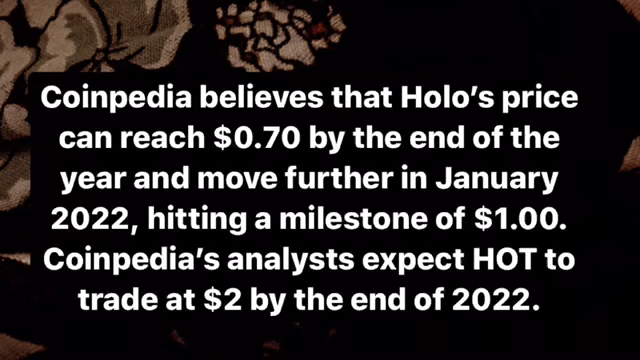 Coinpedia believes that Holo’s price
can reach $0.70 by the end of the
year and move further in January
2022, hitting a milestone of $1.00.
Coinpedia’s analysts expect HOT to
trade at $2 by the end of 2022.